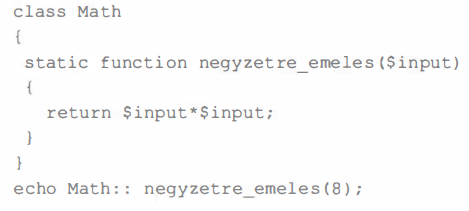 class Math
{
static function negyzetre_emeles($input)
{
return $input*$input;
}
}
echo Math:: negyzetre_emeles(8);